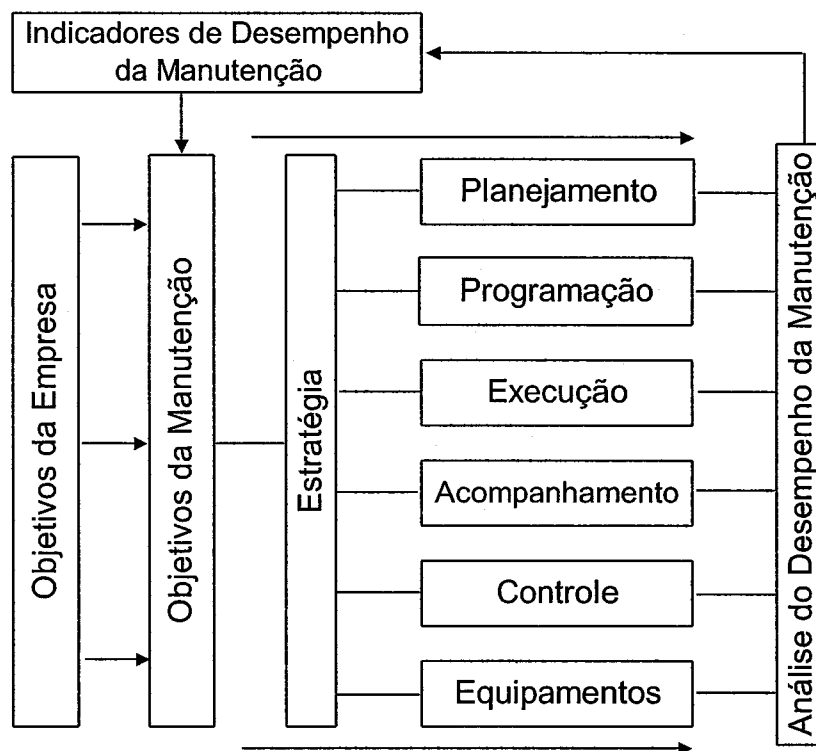 Indicadores de Desempenho
da Manutenção
Objetivos da Empresa
Objetivos da Manutenção
Estratégia
Planejamento
Programação
Execução
Acompanhamento
Controle
Equipamentos
Análise do Desempenho da Manutenção